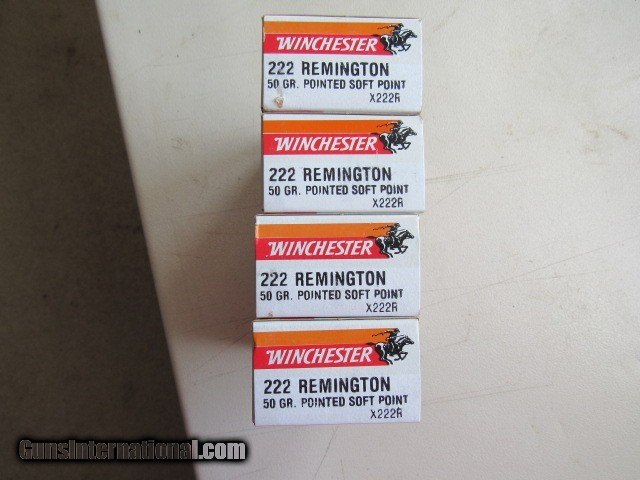 WINCHESTER
222 REMINGTON
50 GR. POINTED SOFT POINT
X222R
WINCHESTER
222 REMINGTON
50 GR. POINTED SOFT POINT
X222R
WINCHESTER
222 REMINGTON
50 GR. POINTED SOFT POINT
X222R
WINCHESTER
222 REMINGTON
50 GR. POINTED SOFT POINT
X222R
GunsInternational.com